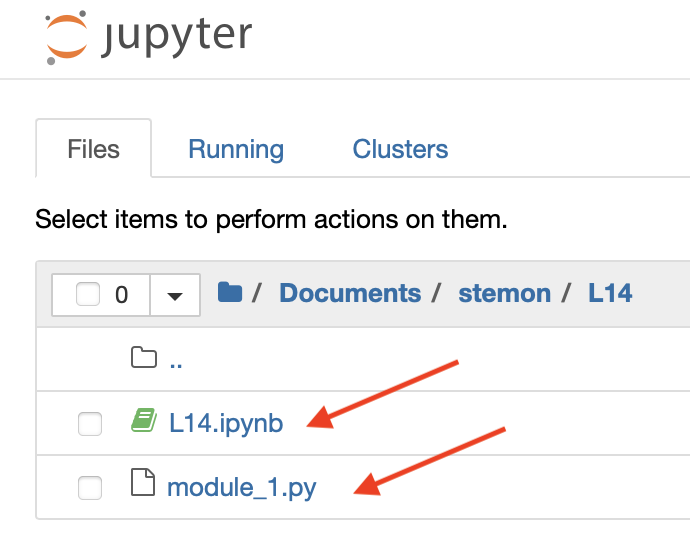 jupyter
Files Running Clusters
Select items to perform actions on them.
0 / Documents / stemon / L14
..
L14.ipynb
module_1.py